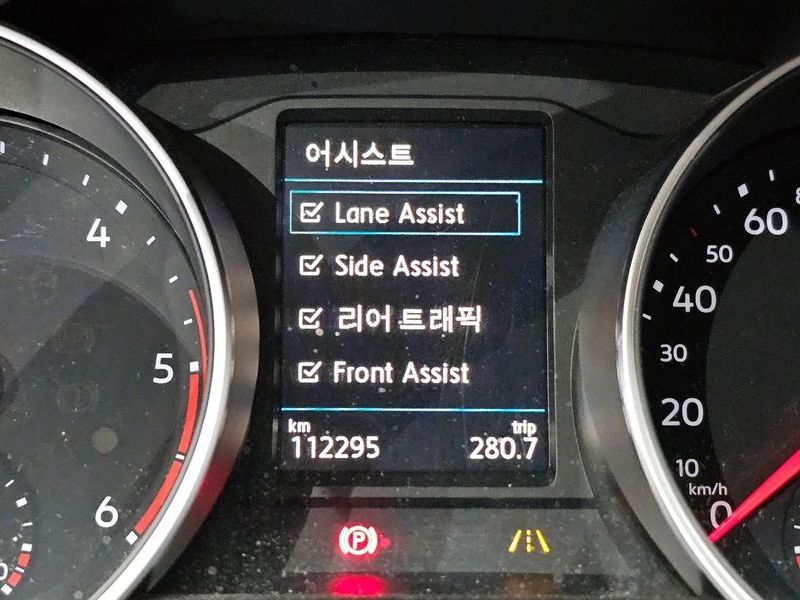 어시스트
Lane Assist
Side Assist
리어 트래픽
Front Assist
km
trip
112295
280.7
4
5
6
60
50
40
30
20
10
km/h
0
P